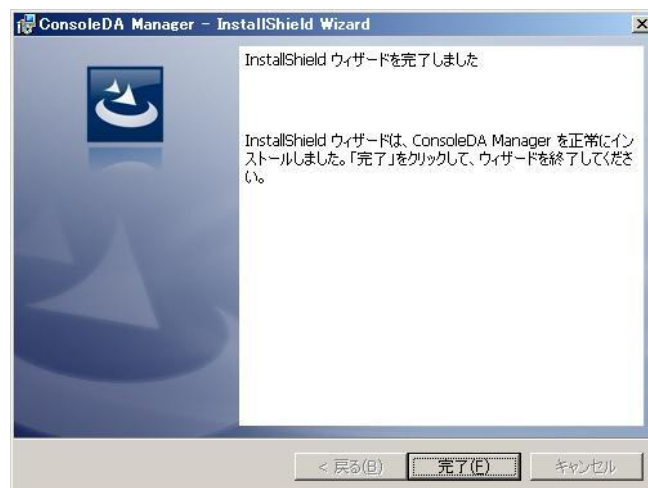 ConsoleDA Manager - InstallShield Wizard
InstallShield ウィザードを完了しました
InstallShield ウィザードは、ConsoleDA Manager を正常にイン
ストールしました。「完了」をクリックして、ウィザードを終了してくださ
い。
< 戻る(B)
完了(F)
キャンセル